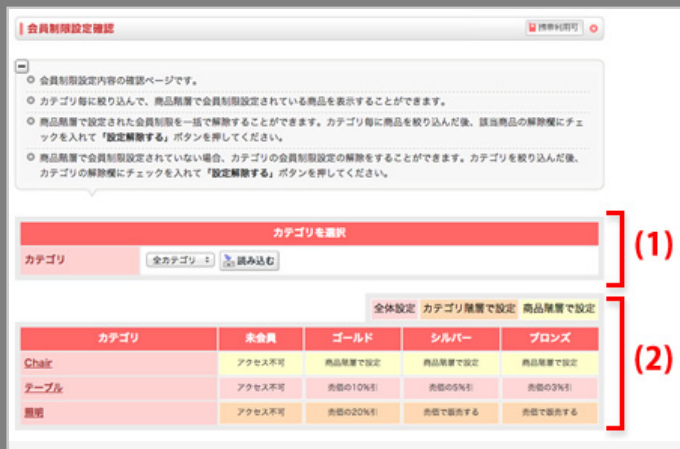 会員制限設定確認
携帯利用可
会員制限設定内容の確認ページです。
カテゴリ毎に絞り込んで、商品階層で会員制限設定されている商品を表示することができます。
商品階層で設定された会員制限を一括で解除することができます。カテゴリ毎に商品を絞り込んだ後、該当商品の解除欄にチェ
ックを入れて「設定解除する」ボタンを押してください。
商品階層で会員制限設定されていない場合、カテゴリの会員制限設定の解除をすることができます。カテゴリを絞り込んだ後、
カテゴリの解除欄にチェックを入れて「設定解除する」ボタンを押してください。
カテゴリを選択
カテゴリ 全カテゴリ 読み込む
(1)
全体設定 カテゴリ階層で設定 商品階層で設定
カテゴリ 未会員 ゴールド シルバー ブロンズ
Chair アクセス不可 商品階層で設定 商品階層で設定 商品階層で設定
(2)
テーブル アクセス不可 売価の10%引 売価の5%引 売価の3%引
照明 アクセス不可 売価の20%引 売価で販売する 売価で販売する